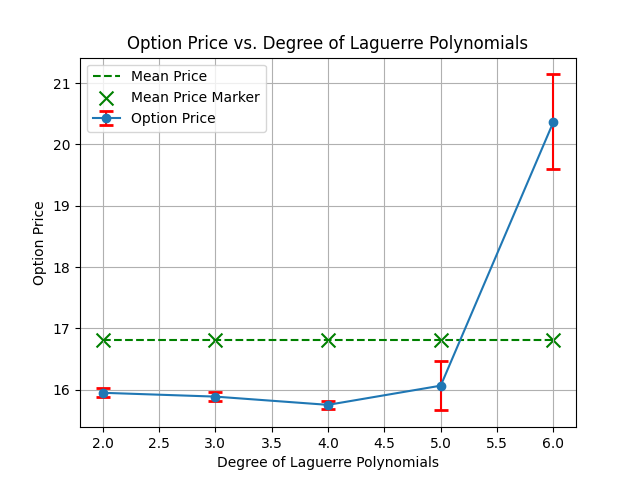 Option Price vs. Degree of Laguerre Polynomials
Mean Price
Mean Price Marker
Option Price
21
20
19
18
17
16
Option Price
2.0 2.5 3.0 3.5 4.0 4.5 5.0 5.5 6.0
Degree of Laguerre Polynomials